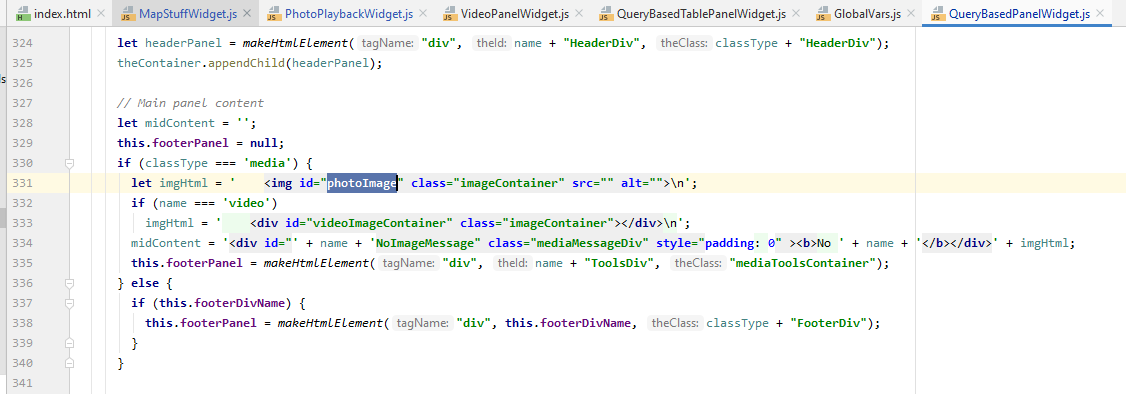 index.html MapStuffWidget.js PhotoPlaybackWidget.js VideoPanelWidget.js QueryBasedTablePanelWidget.js GlobalVars.js QueryBasedPanelWidget.js
324 let headerPanel = makeHtmlElement( tagName: "div", theId: name + "HeaderDiv", theClass: classType + "HeaderDiv");
325 theContainer.appendChild(headerPanel);
326
327 // Main panel content
328 let midContent = '';
329 this.footerPanel = null;
330 if (classType === 'media') {
331 let imgHtml = '    <img id="photoImage" class="imageContainer" src="" alt="">\n';
332 if (name === 'video')
333 imgHtml = '    <div id="videoImageContainer" class="imageContainer"></div>\n';
334 midContent = '<div id="' + name + 'NoImageMessage" class="mediaMessageDiv" style="padding: 0" ><b>No ' + name + '</b></div>' + imgHtml;
335 this.footerPanel = makeHtmlElement( tagName: "div", theId: name + "ToolsDiv", theClass: "mediaToolsContainer");
336 } else {
337 if (this.footerDivName) {
338 this.footerPanel = makeHtmlElement( tagName: "div", this.footerDivName, theClass: classType + "FooterDiv");
339 }
340 }
341